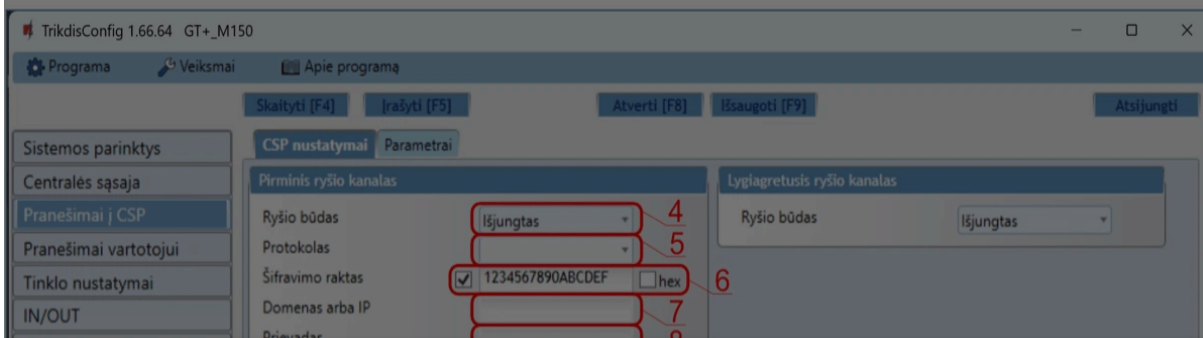 TrikdisConfig 1.66.64 GT+_M150
Programa Veiksmai Apie programą
Skaityti [F4] Įrašyti [F5] Atverti [F8] Išsaugoti [F9] Atsijungti
Sistemos parinktys
Centralės sąsaja
Pranešimai į CSP
Pranešimai vartotojui
Tinklo nustatymai
IN/OUT
CSP nustatymai Parametrai
Pirminis ryšio kanalas
Ryšio būdas Išjungtas 4
Protokolas 5
Šifravimo raktas 1234567890ABCDEF hex 6
Domenas arba IP 7
Prievadas 8
Lygiagretusis ryšio kanalas
Ryšio būdas Išjungtas